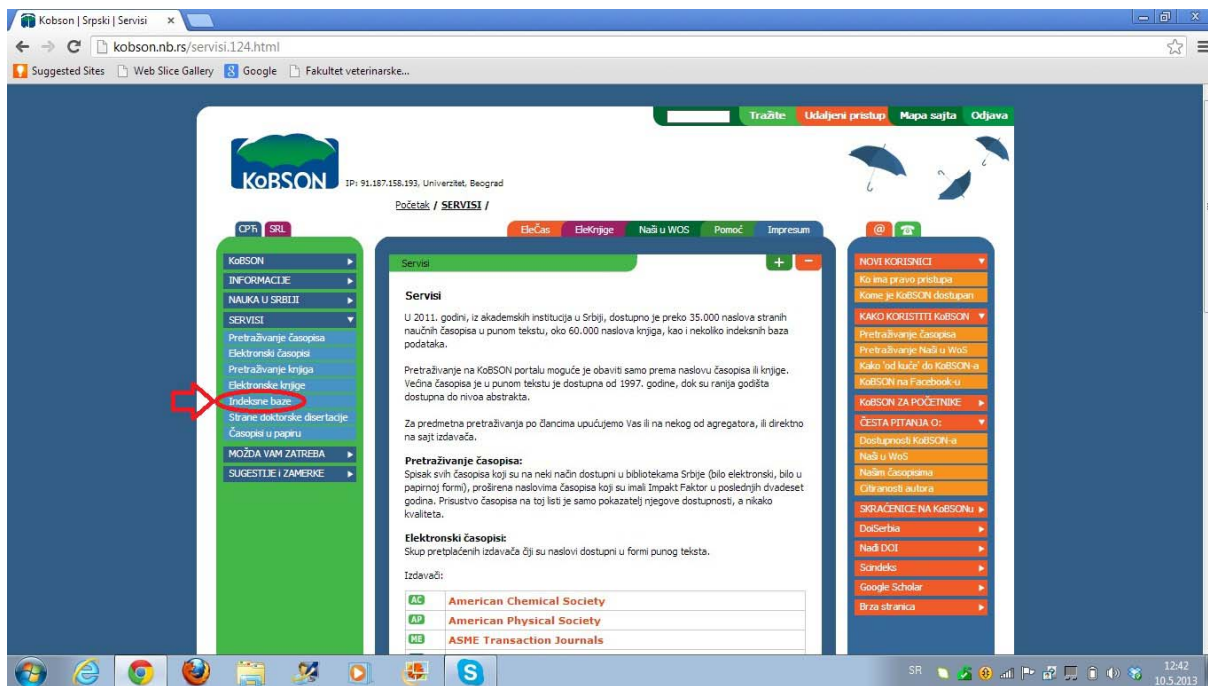 Kobson | Srpski | Servisi
kobson.nb.rs/servisi.124.html
Suggested Sites Web Slice Gallery Google Fakultet veterinarske...
Tražite Udaljeni pristup Mapa sajta Odjava
KoBSON
IP: 91.187.158.193, Univerzitet, Beograd
Početak / SERVISI /
СРП SRL
EleČas EleKnjige Naši u WOS Pomoć Impresum
@
KoBSON
INFORMACIJE
NAUKA U SRBIJI
SERVISI
Pretraživanje časopisa
Elektronski časopisi
Pretraživanje knjiga
Elektronske knjige
Indeksne baze
Strane doktorske disertacije
Časopisi u papiru
MOŽDA VAM ZATREBA
SUGESTIJE I ZAMERKE
Servisi
+ -
Servisi
U 2011. godini, iz akademskih institucija u Srbiji, dostupno je preko 35.000 naslova stranih
naučnih časopisa u punom tekstu, oko 60.000 naslova knjiga, kao i nekoliko indeksnih baza
podataka.
Pretraživanje na KoBSON portalu moguće je obaviti samo prema naslovu časopisa ili knjige.
Većina časopisa je u punom tekstu je dostupna od 1997. godine, dok su ranija godišta
dostupna do nivoa abstrakta.
Za predmetna pretraživanja po člancima upućujemo Vas ili na nekog od agregatora, ili direktno
na sajt izdavača.
Pretraživanje časopisa:
Spisak svih časopisa koji su na neki način dostupni u bibliotekama Srbije (bilo elektronski, bilo u
papirnoj formi), proširena naslovima časopisa koji su imali Impakt Faktor u poslednjih dvadeset
godina. Prisustvo časopisa na toj listi je samo pokazatelj njegove dostupnosti, a nikako
kvaliteta.
Elektronski časopisi:
Skup pretplaćenih izdavača čiji su naslovi dostupni u formi punog teksta.
Izdavači:
AC American Chemical Society
AP American Physical Society
ME ASME Transaction Journals
NOVI KORISNICI
Ko ima pravo pristupa
Kome je KoBSON dostupan
KAKO KORISTITI KoBSON
Pretraživanje časopisa
Pretraživanje Naši u WoS
Kako 'od kuće' do KoBSON-a
KoBSON na Facebook-u
KoBSON ZA POČETNIKE
ČESTA PITANJA O:
Dostupnosti KoBSON-a
Naši u WoS
Našim časopisima
Citiranosti autora
SKRAĆENICE NA KoBSONu
DoiSerbia
Nađi DOI
Scindeks
Google Scholar
Brza stranica
SR
12:42
10.5.2013